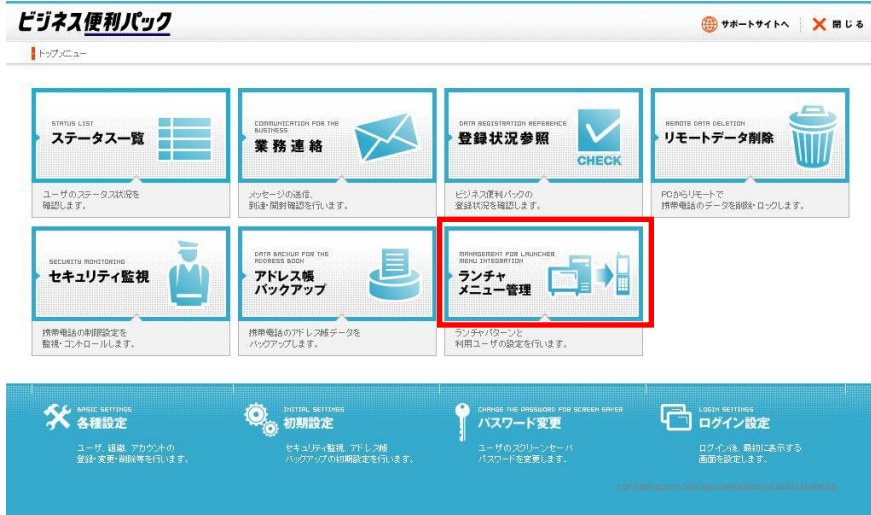 ビジネス便利パック
サポートサイトへ
閉じる
トップメニュー
STATUS LIST
ステータス一覧
ユーザのステータス状況を
確認します。
COMMUNICATION FOR THE
BUSINESS
業務連絡
メッセージの送信、
到達・開封確認を行います。
DATA REGISTRATION REFERENCE
登録状況参照
CHECK
ビジネス便利パックの
登録状況を確認します。
REMOTE DATA DELETION
リモートデータ削除
PCからリモートで
携帯電話のデータを削除・ロックします。
SECURITY MONITORING
セキュリティ監視
携帯電話の制限設定を
監視・コントロールします。
DATA BACKUP FOR THE
ADDRESS BOOK
アドレス帳
バックアップ
携帯電話のアドレス帳データを
バックアップします。
MANAGEMENT FOR LAUNCHER
MENU INTEGRATION
ランチャ
メニュー管理
ランチャパターンと
利用ユーザの設定を行います。
BASIC SETTINGS
各種設定
ユーザ、組織、アカウントの
登録・変更・削除等を行います。
INITIAL SETTINGS
初期設定
セキュリティ監視、アドレス帳
バックアップの初期設定を行います。
CHANGE THE PASSWORD FOR SCREEN SAVER
パスワード変更
ユーザのスクリーンセーバ
パスワードを変更します。
LOGIN SETTINGS
ログイン設定
ログイン後、最初に表示する
画面を設定します。